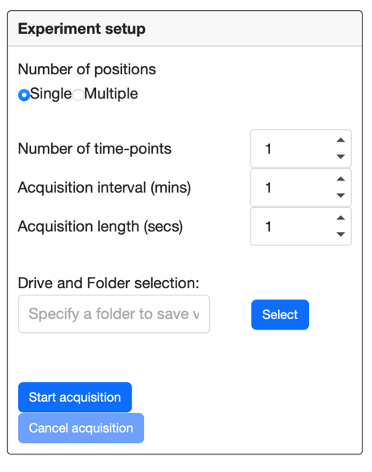 Experiment setup
Number of positions
Single Multiple
Number of time-points 1
Acquisition interval (mins) 1
Acquisition length (secs) 1
Drive and Folder selection:
Specify a folder to save v Select
Start acquisition
Cancel acquisition